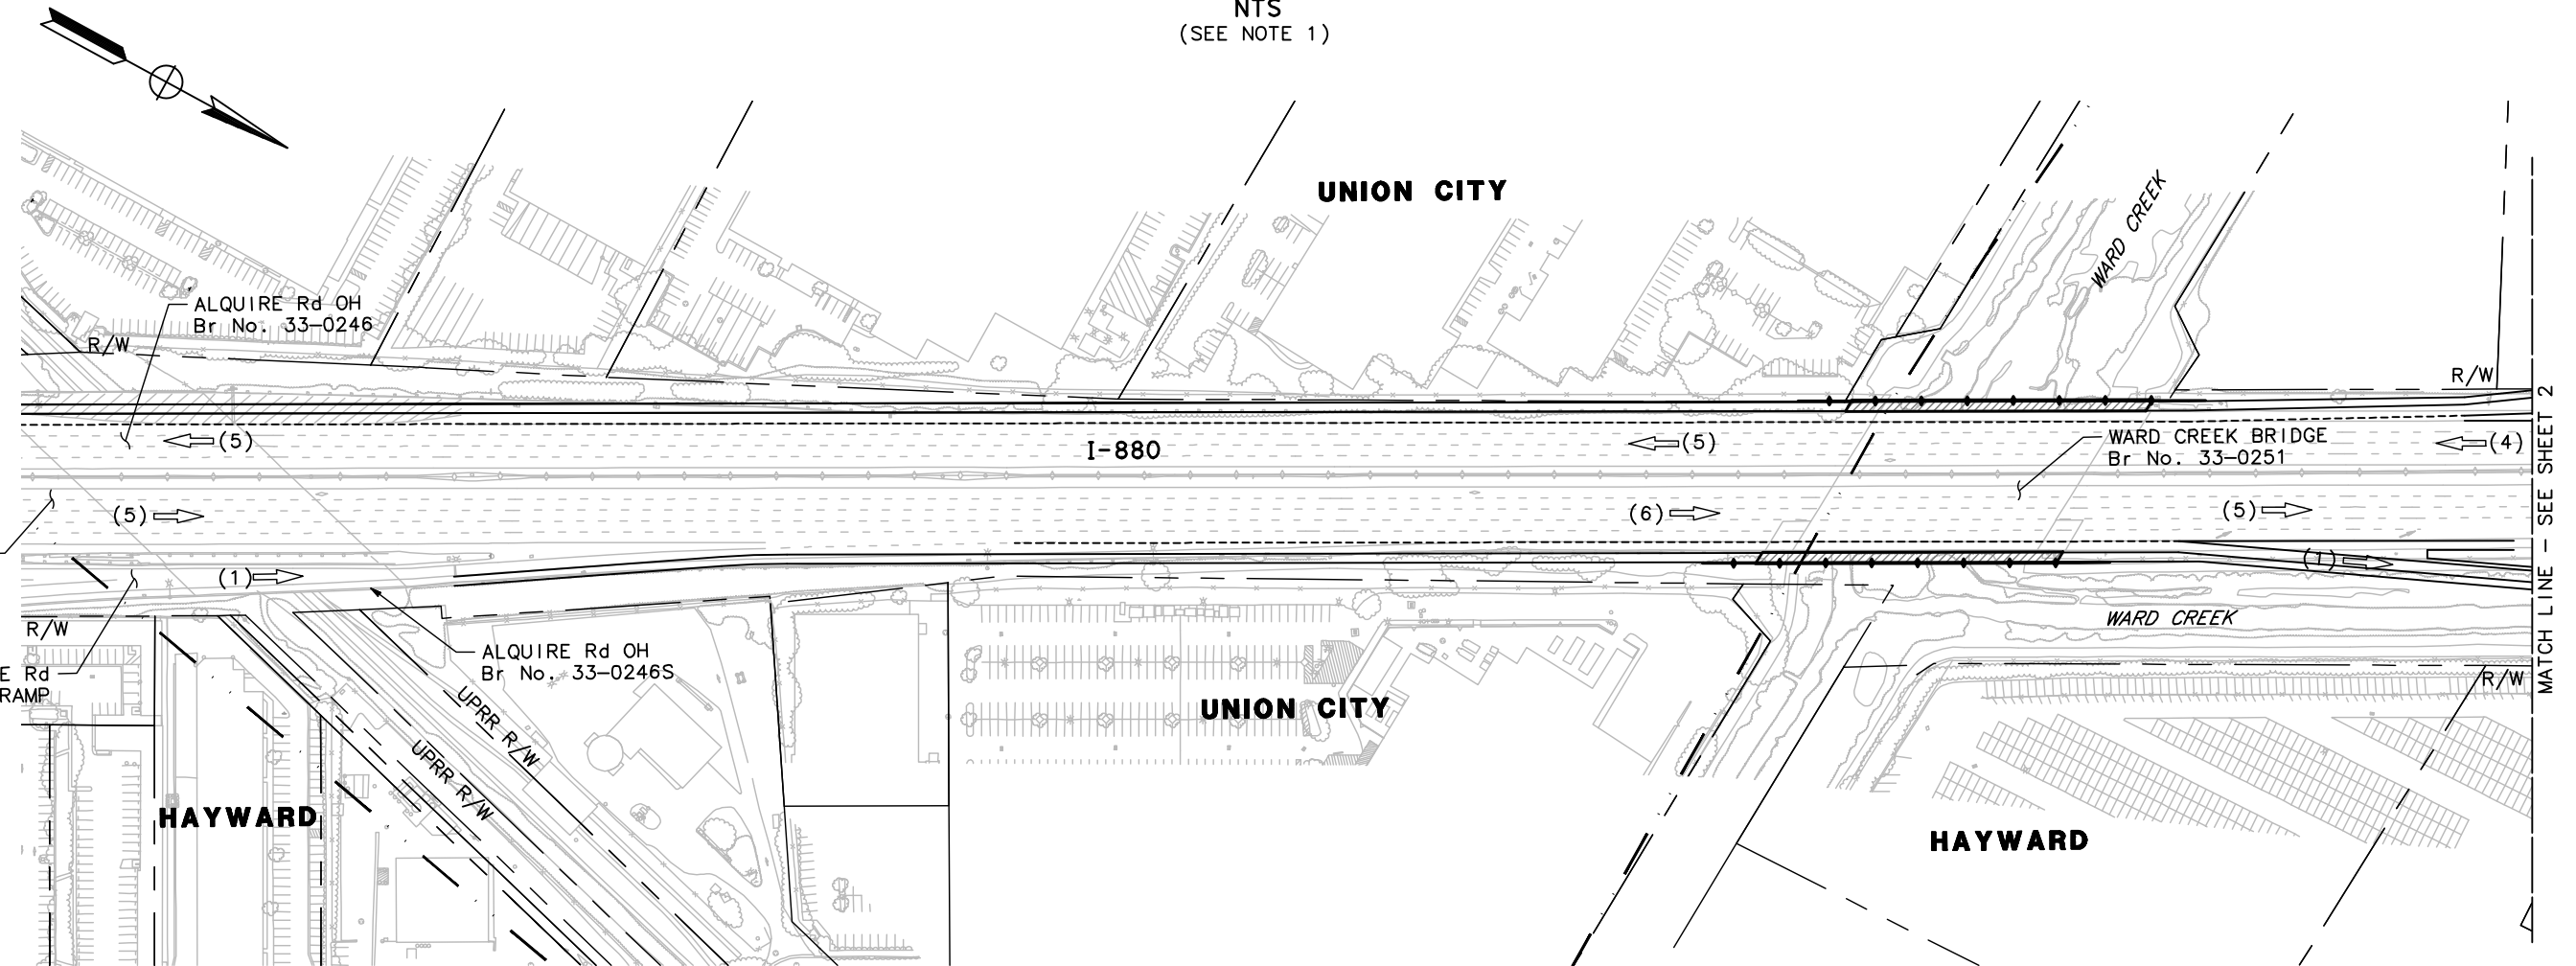 NTS
(SEE NOTE 1)
UNION CITY
WARD CREEK
ALQUIRE Rd OH
Br No. 33-0246
R/W
R/W
(5)
I-880
(5)
WARD CREEK BRIDGE
Br No. 33-0251
(4)
MATCH LINE - SEE SHEET 2
(5)
(6)
(5)
(1)
(1)
R/W
ALQUIRE Rd OH
Br No. 33-0246S
WARD CREEK
E Rd
RAMP
R/W
UPRR R/W
UPRR R/W
UNION CITY
HAYWARD
HAYWARD